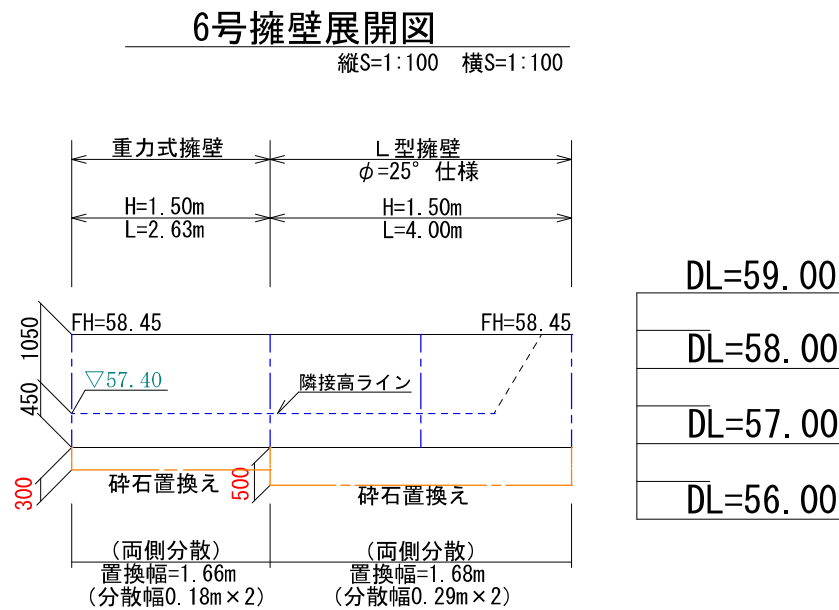 6号擁壁展開図
縦S=1:100 横S=1:100
重力式擁壁
L型擁壁
φ=25° 仕様
H=1.50m
L=2.63m
H=1.50m
L=4.00m
DL=59.00
FH=58.45
FH=58.45
1050
DL=58.00
▽57.40
隣接高ライン
450
DL=57.00
300
砕石置換え
500
砕石置換え
DL=56.00
(両側分散)
置換幅=1.66m
(分散幅0.18m×2)
(両側分散)
置換幅=1.68m
(分散幅0.29m×2)